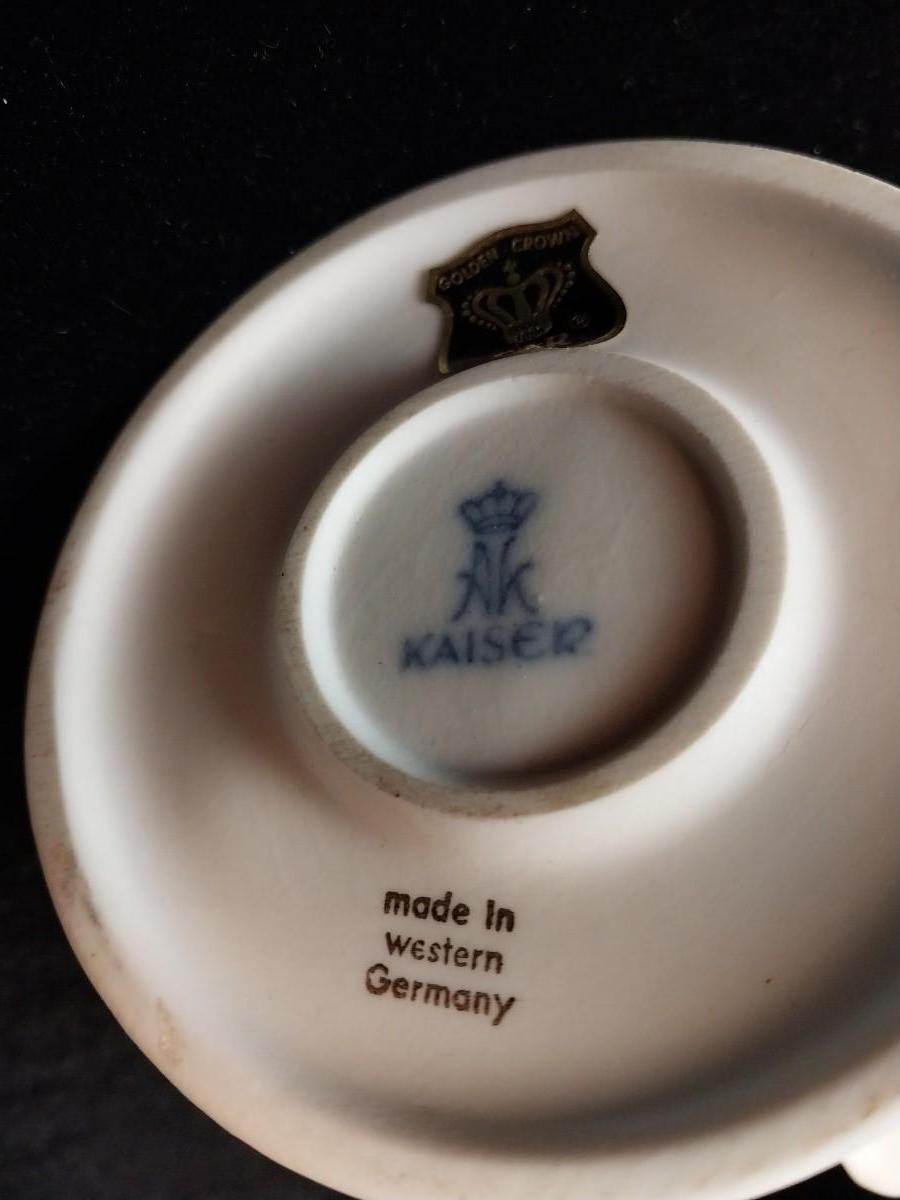 GOLDEN CROWN
®
AK
KAISER
made in
western
Germany